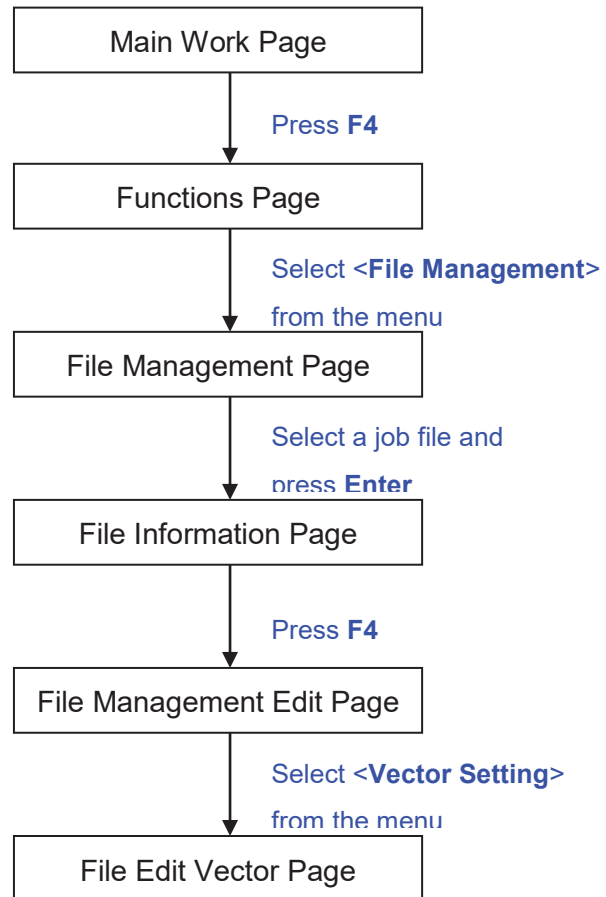 Main Work Page
Press F4
Functions Page
Select <File Management>
from the menu
File Management Page
Select a job file and
press Enter
File Information Page
Press F4
File Management Edit Page
Select <Vector Setting>
from the menu
File Edit Vector Page